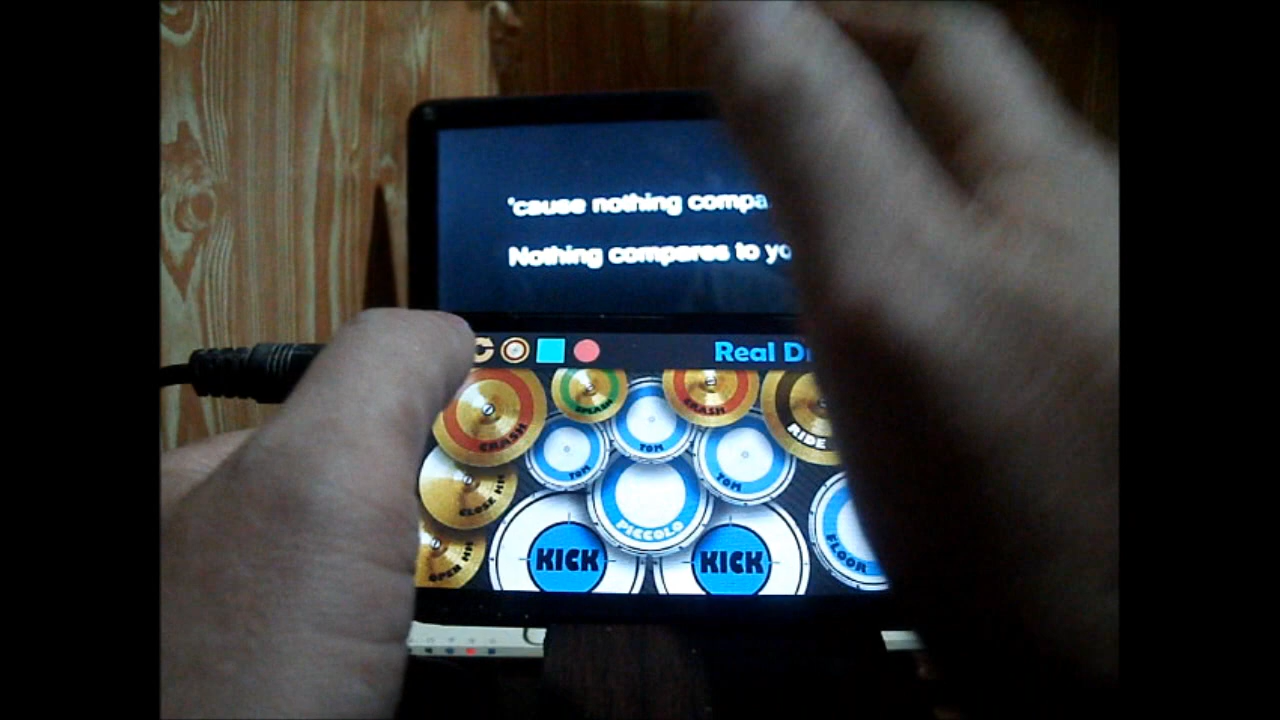 'cause nothing compa
Nothing compares to yo
Real D
CRASH
SPLASH
CRASH
RIDE
TOM
TOM
TOM
CLOSE HH
PICCOLO
OPEN HH
KICK
KICK
FLOOR